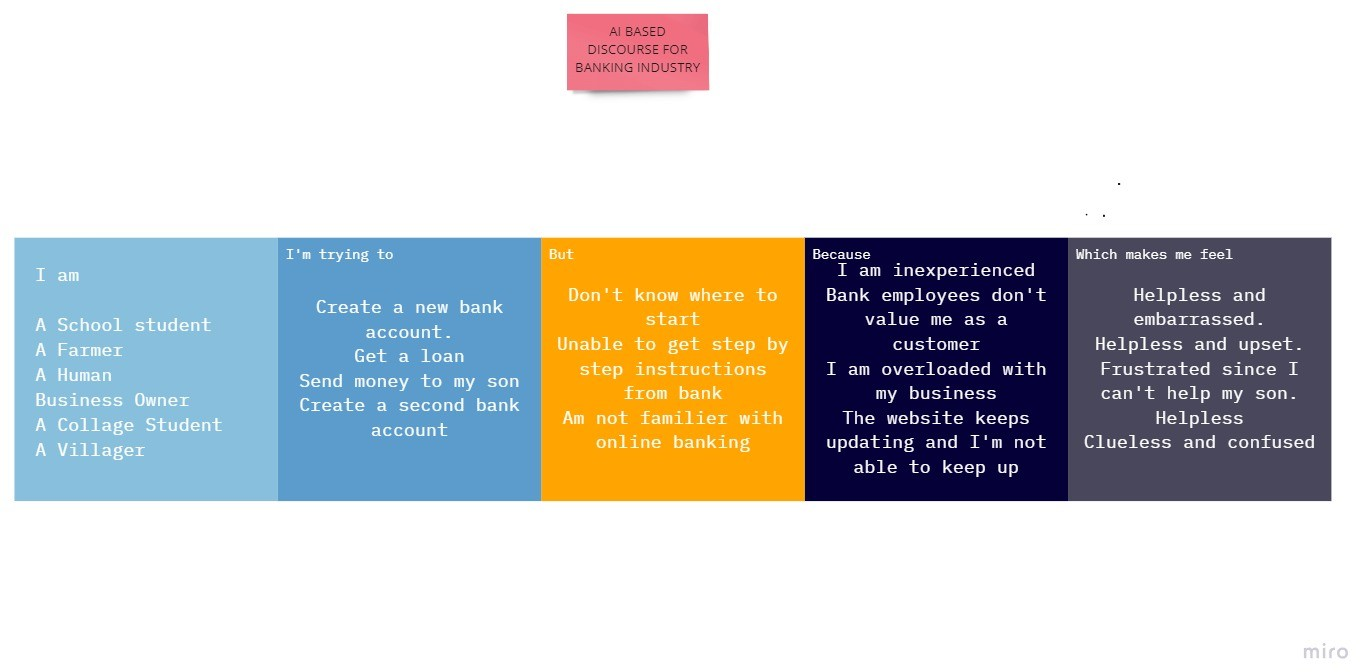 AI BASED
DISCOURSE FOR
BANKING INDUSTRY
I am
A School student
A Farmer
A Human
Business Owner
A Collage Student
A Villager
I'm trying to
Create a new bank
account.
Get a loan
Send money to my son
Create a second bank
account
But
Don't know where to
start
Unable to get step by
step instructions
from bank
Am not familier with
online banking
Because
I am inexperienced
Bank employees don't
value me as a
customer
I am overloaded with
my business
The website keeps
updating and I'm not
able to keep up
Which makes me feel
Helpless and
embarrassed.
Helpless and upset.
Frustrated since I
can't help my son.
Helpless
Clueless and confused
miro